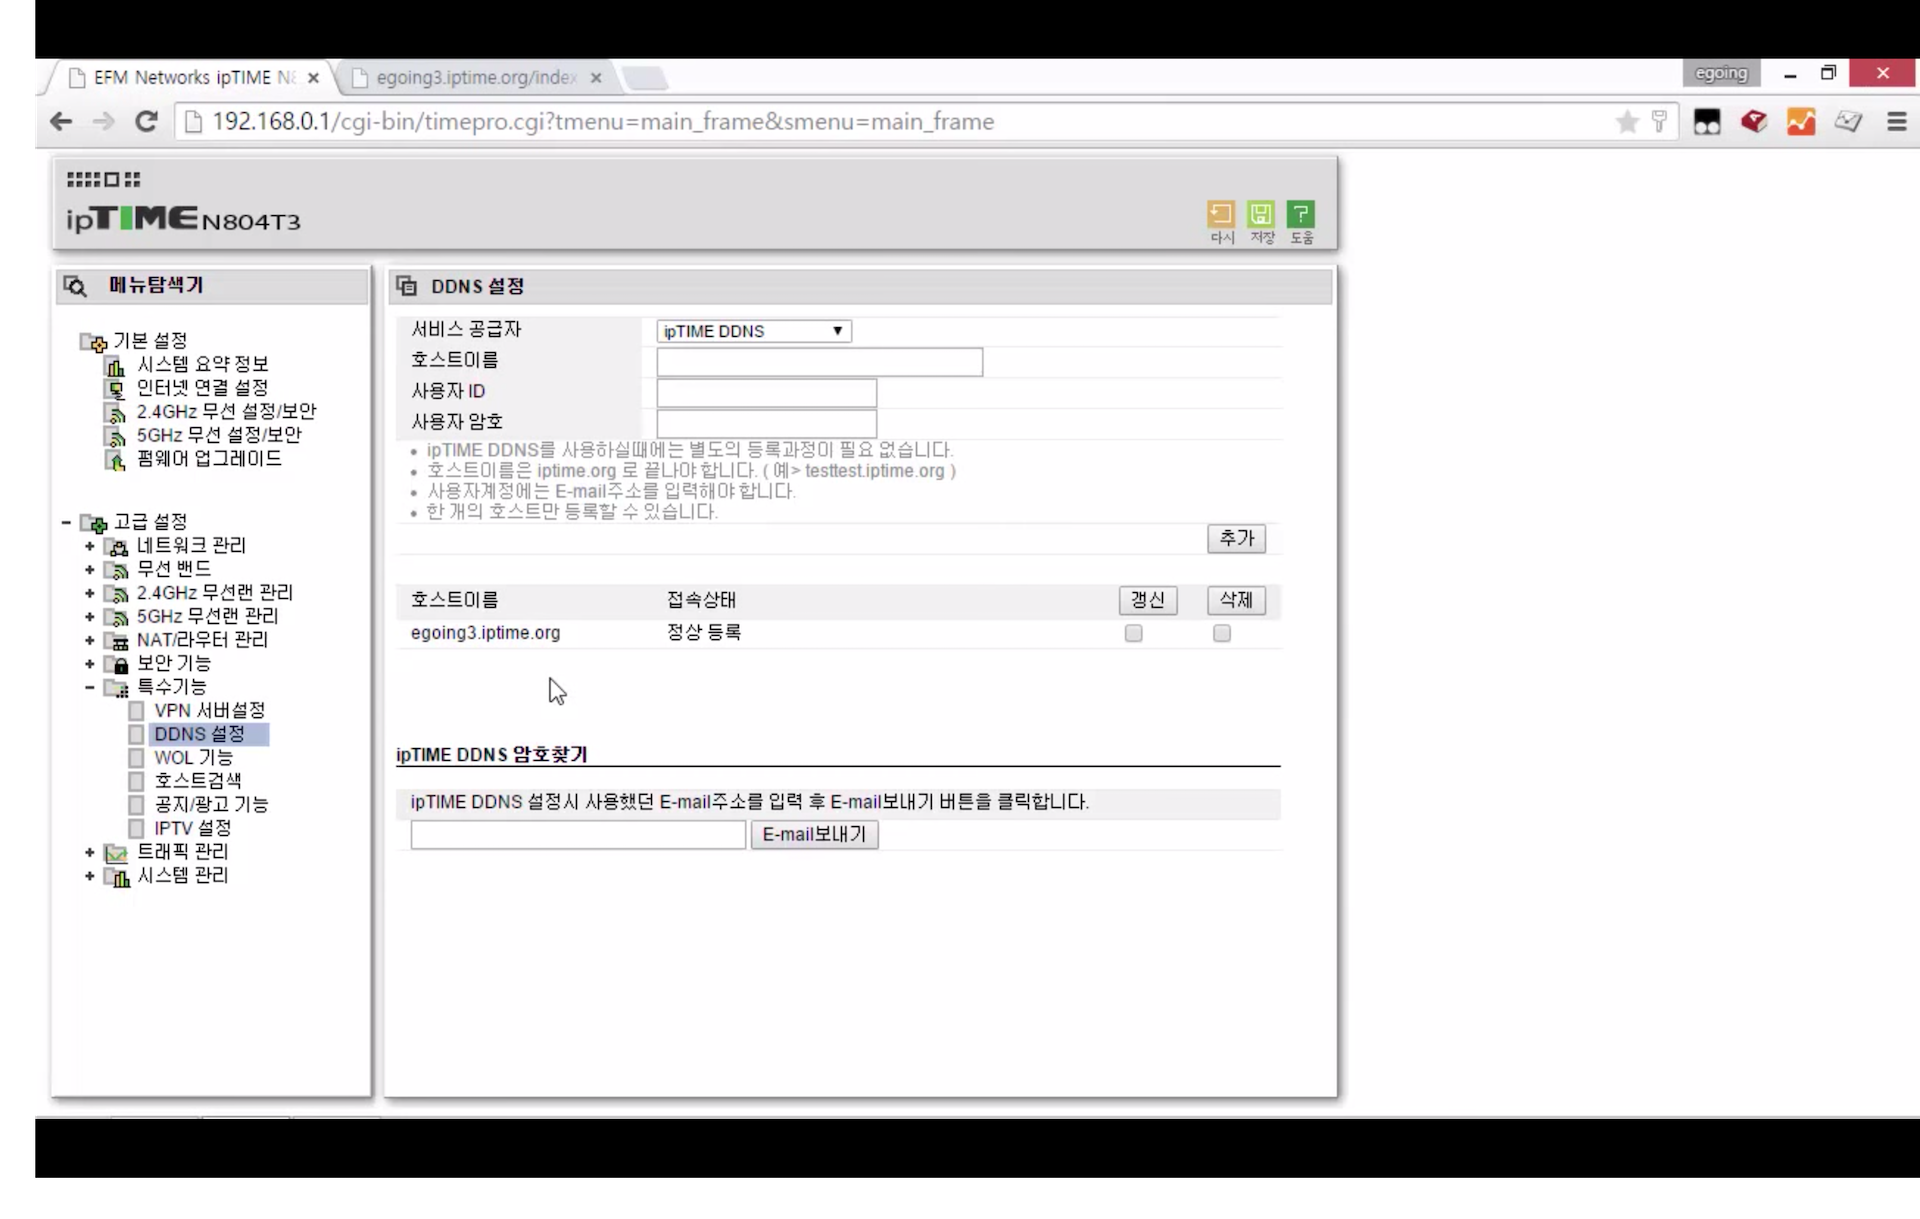 EFM Networks ipTIME N8
egoing3.iptime.org/index
egoing
192.168.0.1/cgi-bin/timepro.cgi?tmenu=main_frame&smenu=main_frame
ipTIME N804T3
다시 저장 도움
메뉴탐색기
기본 설정
시스템 요약 정보
인터넷 연결 설정
2.4GHz 무선 설정/보안
5GHz 무선 설정/보안
펌웨어 업그레이드
고급 설정
네트워크 관리
무선 밴드
2.4GHz 무선랜 관리
5GHz 무선랜 관리
NAT/라우터 관리
보안 기능
특수기능
VPN 서버설정
DDNS 설정
WOL 기능
호스트검색
공지/광고 기능
IPTV 설정
트래픽 관리
시스템 관리
DDNS 설정
서비스 공급자 ipTIME DDNS
호스트이름
사용자 ID
사용자 암호
• ipTIME DDNS를 사용하실때에는 별도의 등록과정이 필요 없습니다.
• 호스트이름은 iptime.org 로 끝나야 합니다. ( 예> testtest.iptime.org )
• 사용자계정에는 E-mail주소를 입력해야 합니다.
• 한 개의 호스트만 등록할 수 있습니다.
추가
호스트이름 접속상태 갱신 삭제
egoing3.iptime.org 정상 등록
ipTIME DDNS 암호찾기
ipTIME DDNS 설정시 사용했던 E-mail주소를 입력 후 E-mail보내기 버튼을 클릭합니다.
E-mail보내기